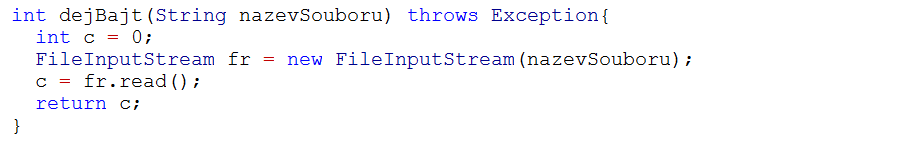 int dejBajt(String nazevSouboru) throws Exception{
  int c = 0;
  FileInputStream fr = new FileInputStream(nazevSouboru);
  c = fr.read();
  return c;
}